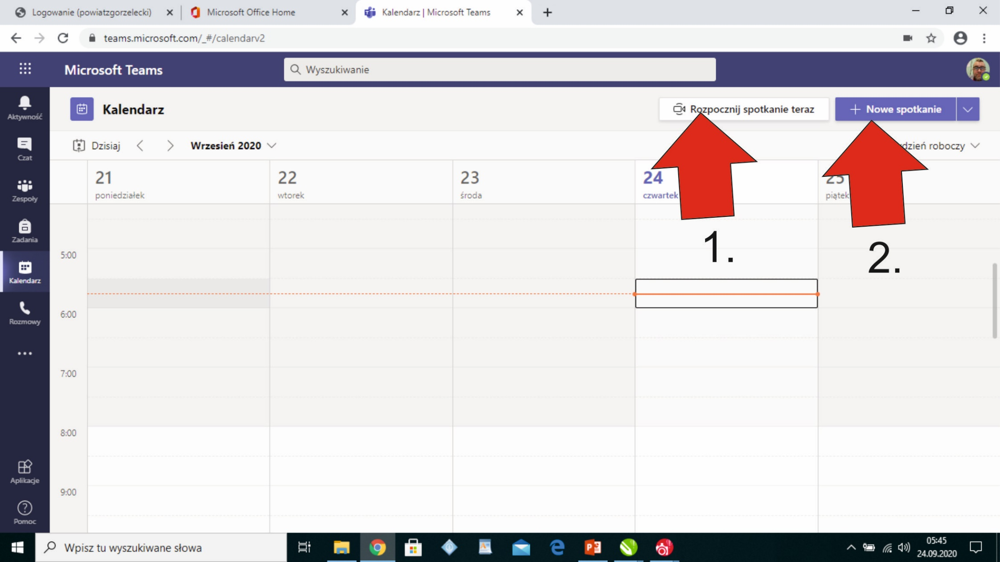 Logowanie (powiatzgorzelecki)
Microsoft Office Home
Kalendarz | Microsoft Teams
teams.microsoft.com/_#/calendarv2
Microsoft Teams
Wyszukiwanie
Aktywność
Czat
Zespoły
Zadania
Kalendarz
Rozmowy
Aplikacje
Pomoc
Kalendarz
Rozpocznij spotkanie teraz
Nowe spotkanie
Dzisiaj
Wrzesień 2020
dzień roboczy
21
poniedziałek
22
wtorek
23
środa
24
czwartek
25
piątek
1.
2.
5:00
6:00
7:00
8:00
9:00
Wpisz tu wyszukiwane słowa
05:45
24.09.2020